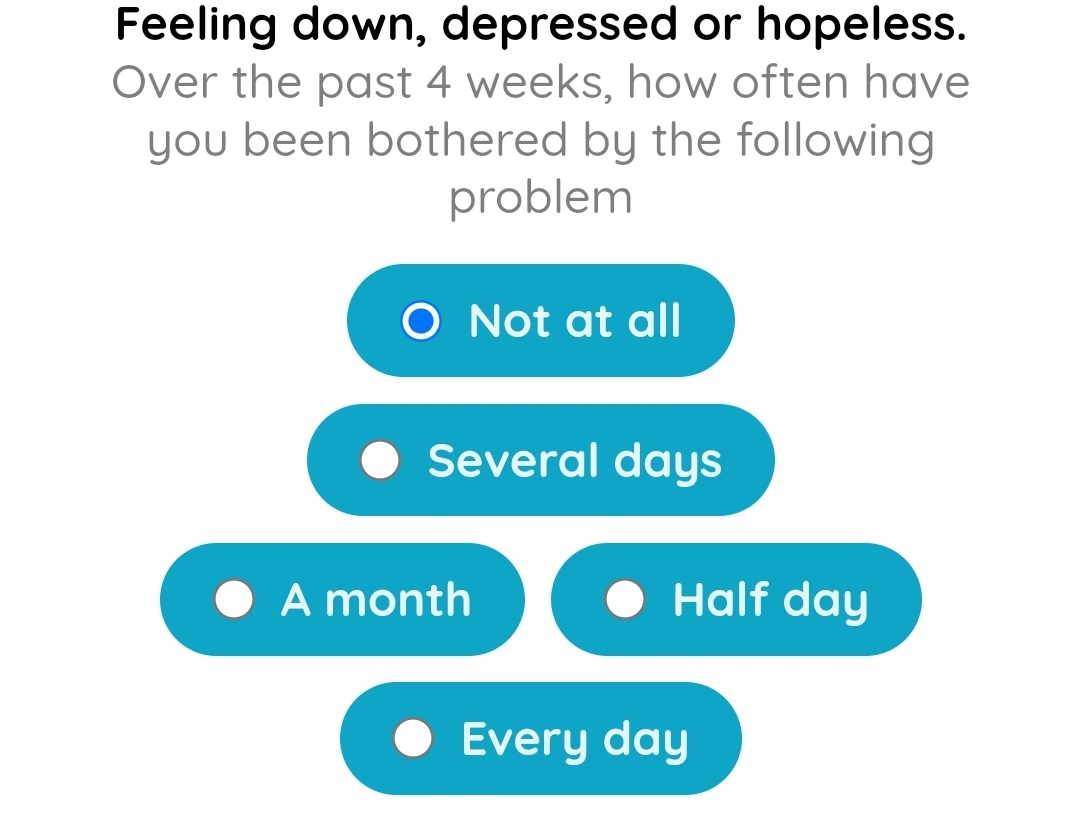 Feeling down, depressed or hopeless.
Over the past 4 weeks, how often have
you been bothered by the following
problem
Not at all
Several days
A month
Half day
Every day